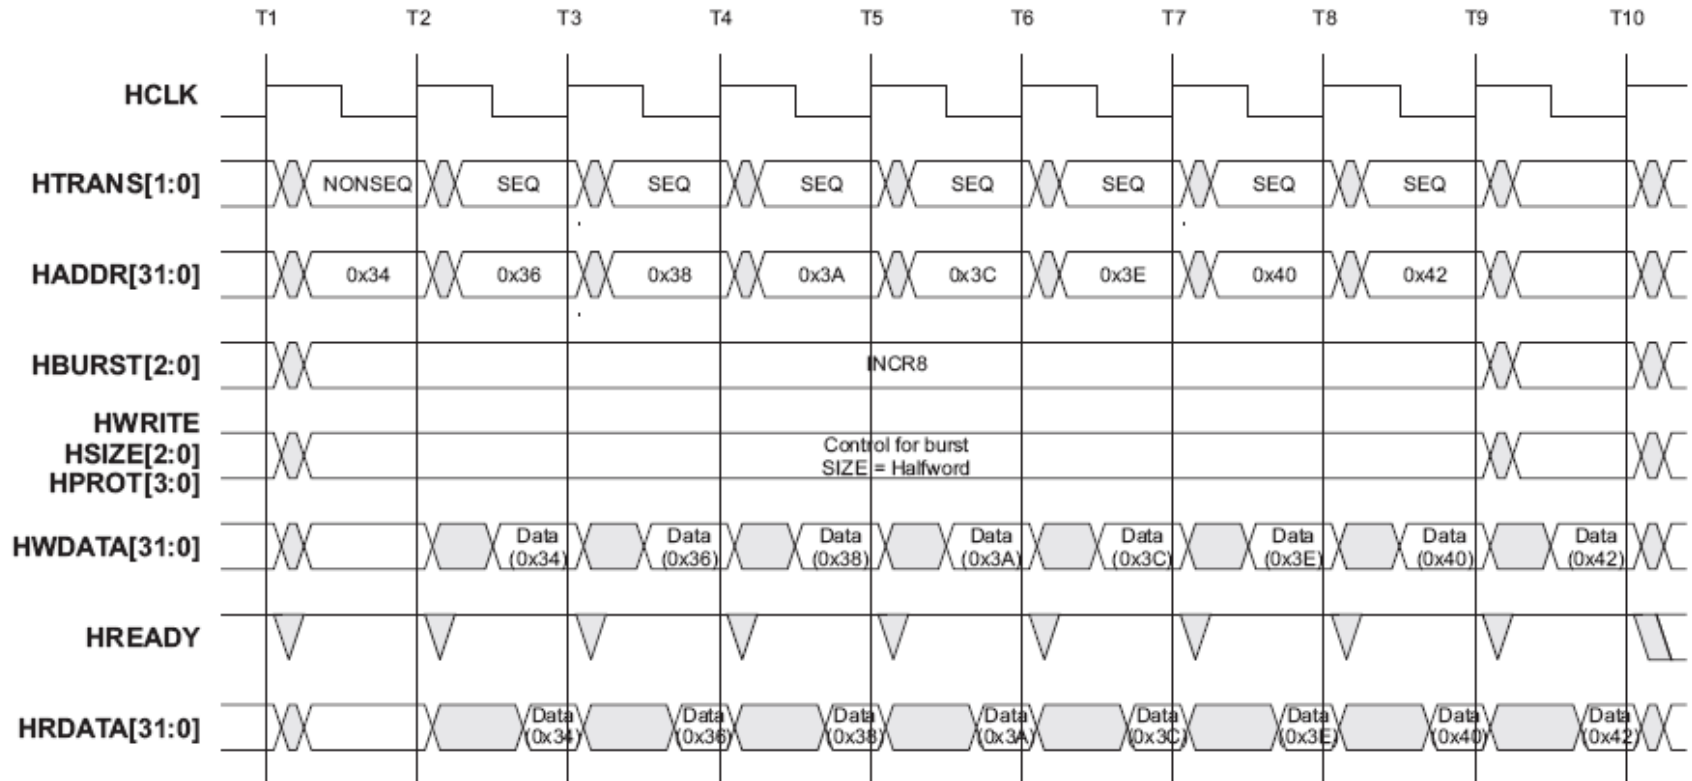 T1 T2 T3 T4 T5 T6 T7 T8 T9 T10
HCLK
HTRANS[1:0] NONSEQ SEQ SEQ SEQ SEQ SEQ SEQ SEQ
HADDR[31:0] 0x34 0x36 0x38 0x3A 0x3C 0x3E 0x40 0x42
HBURST[2:0] INCR8
HWRITE
HSIZE[2:0]
HPROT[3:0]
Control for burst
SIZE = Halfword
HWDATA[31:0]
Data Data Data Data Data Data Data Data
(0x34) (0x36) (0x38) (0x3A) (0x3C) (0x3E) (0x40) (0x42)
HREADY
HRDATA[31:0]
Data Data Data Data Data Data Data Data
(0x34) (0x36) (0x38) (0x3A) (0x3C) (0x3E) (0x40) (0x42)